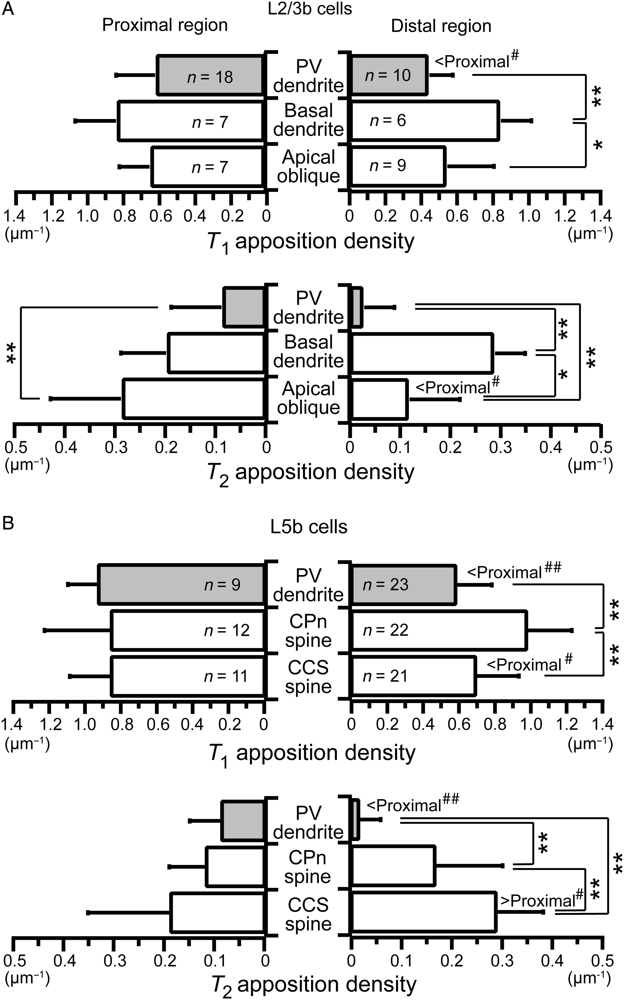 A
L2/3b cells
Proximal region
Distal region
PV
dendrite
Basal
dendrite
Apical
oblique
n = 18
n = 7
n = 7
n = 10
n = 6
n = 9
<Proximal#
**
*
1.4 1.2 1.0 0.8 0.6 0.4 0.2 0
0 0.2 0.4 0.6 0.8 1.0 1.2 1.4
(µm⁻¹)
(µm⁻¹)
T1 apposition density
PV
dendrite
Basal
dendrite
Apical
oblique
**
<Proximal#
**
*
**
0.5 0.4 0.3 0.2 0.1 0
0 0.1 0.2 0.3 0.4 0.5
(µm⁻¹)
(µm⁻¹)
T2 apposition density
B
L5b cells
PV
dendrite
CPn
spine
CCS
spine
n = 9
n = 12
n = 11
n = 23
n = 22
n = 21
<Proximal##
<Proximal#
**
**
1.4 1.2 1.0 0.8 0.6 0.4 0.2 0
0 0.2 0.4 0.6 0.8 1.0 1.2 1.4
(µm⁻¹)
(µm⁻¹)
T1 apposition density
PV
dendrite
CPn
spine
CCS
spine
<Proximal##
>Proximal#
**
**
**
0.5 0.4 0.3 0.2 0.1 0
0 0.1 0.2 0.3 0.4 0.5
(µm⁻¹)
(µm⁻¹)
T2 apposition density